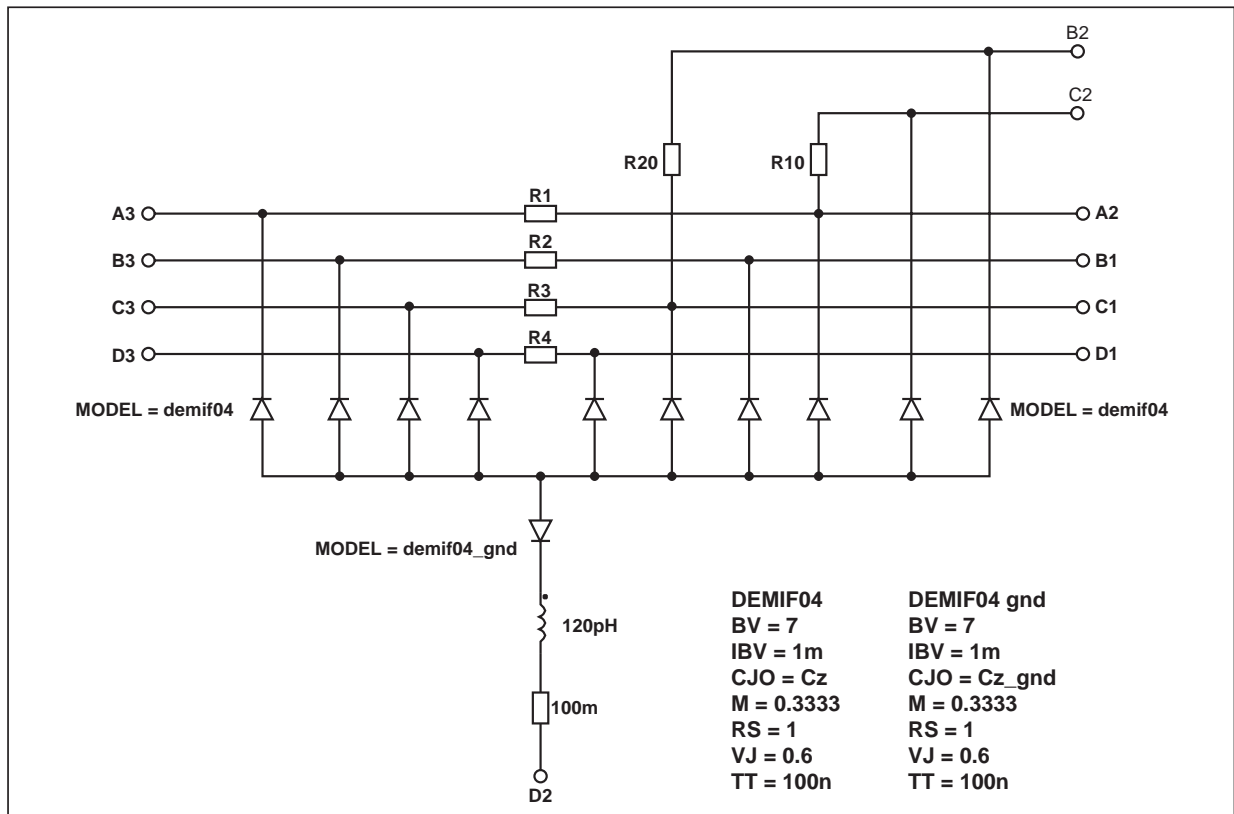 B2
C2
R20
R10
R1
A3
A2
R2
B3
B1
R3
C3
C1
R4
D3
D1
MODEL = demif04
MODEL = demif04
MODEL = demif04_gnd
120pH
100m
D2
DEMIF04
BV = 7
IBV = 1m
CJO = Cz
M = 0.3333
RS = 1
VJ = 0.6
TT = 100n
DEMIF04 gnd
BV = 7
IBV = 1m
CJO = Cz_gnd
M = 0.3333
RS = 1
VJ = 0.6
TT = 100n